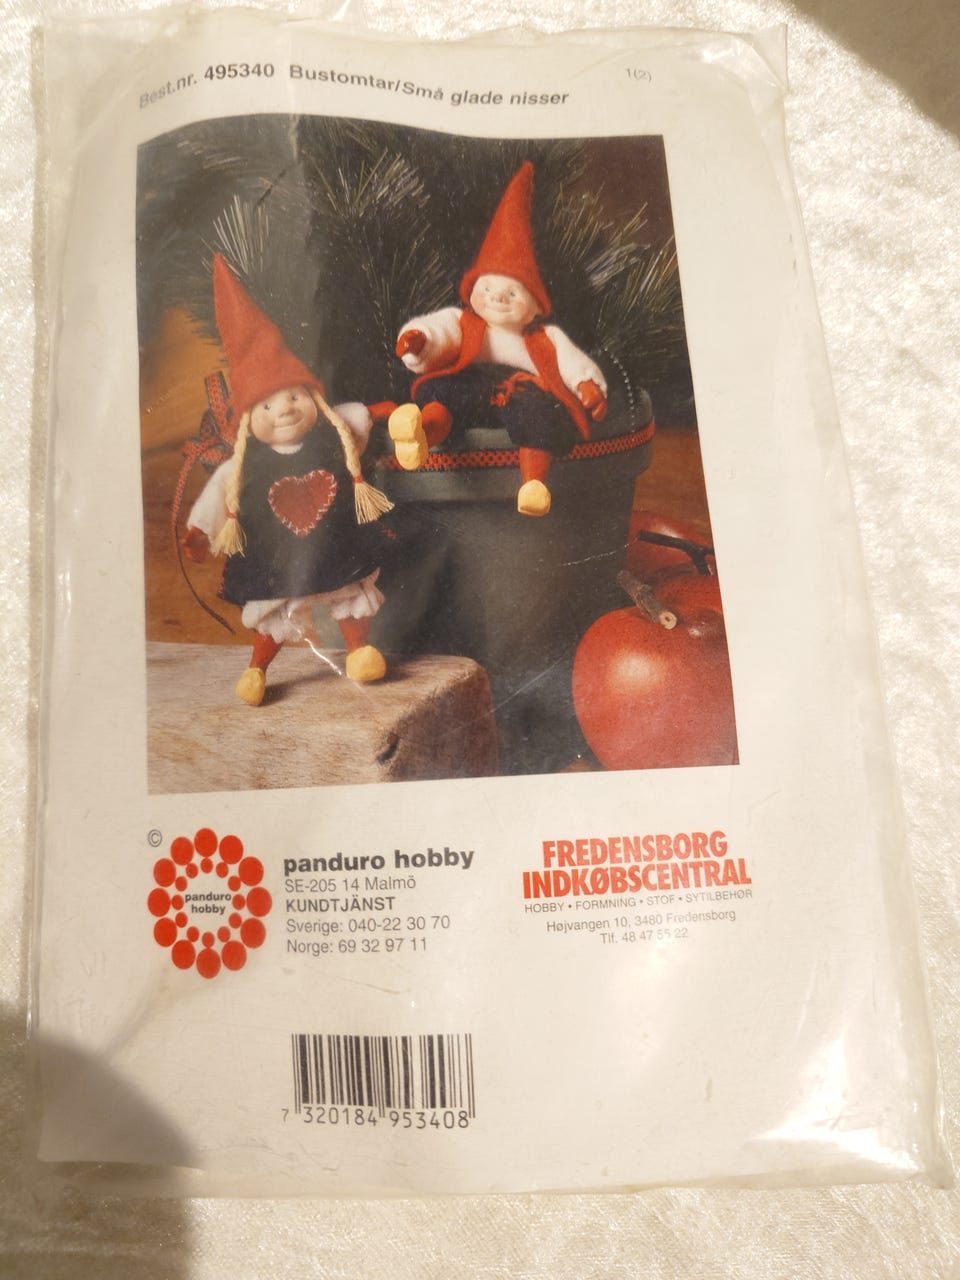 Best.nr. 495340 Bustomtar/Små glade nisser
1(2)
©
panduro
hobby
panduro hobby
SE-205 14 Malmö
KUNDTJÄNST
Sverige: 040-22 30 70
Norge: 69 32 97 11
FREDENSBORG
INDKØBSCENTRAL
HOBBY • FORMNING • STOF • SYTILBEHØR
Højvangen 10, 3480 Fredensborg
Tlf. 48 47 55 22
7 320184 953408